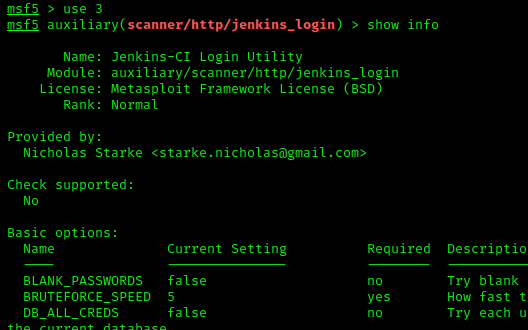 msf5 > use 3
msf5 auxiliary(scanner/http/jenkins_login) > show info
Name: Jenkins-CI Login Utility
Module: auxiliary/scanner/http/jenkins_login
License: Metasploit Framework License (BSD)
Rank: Normal
Provided by:
Nicholas Starke <starke.nicholas@gmail.com>
Check supported:
No
Basic options:
Name Current Setting Required Descriptio
---- --------------- -------- ----------
BLANK_PASSWORDS false no Try blank
BRUTEFORCE_SPEED 5 yes How fast t
DB_ALL_CREDS false no Try each u
the current database